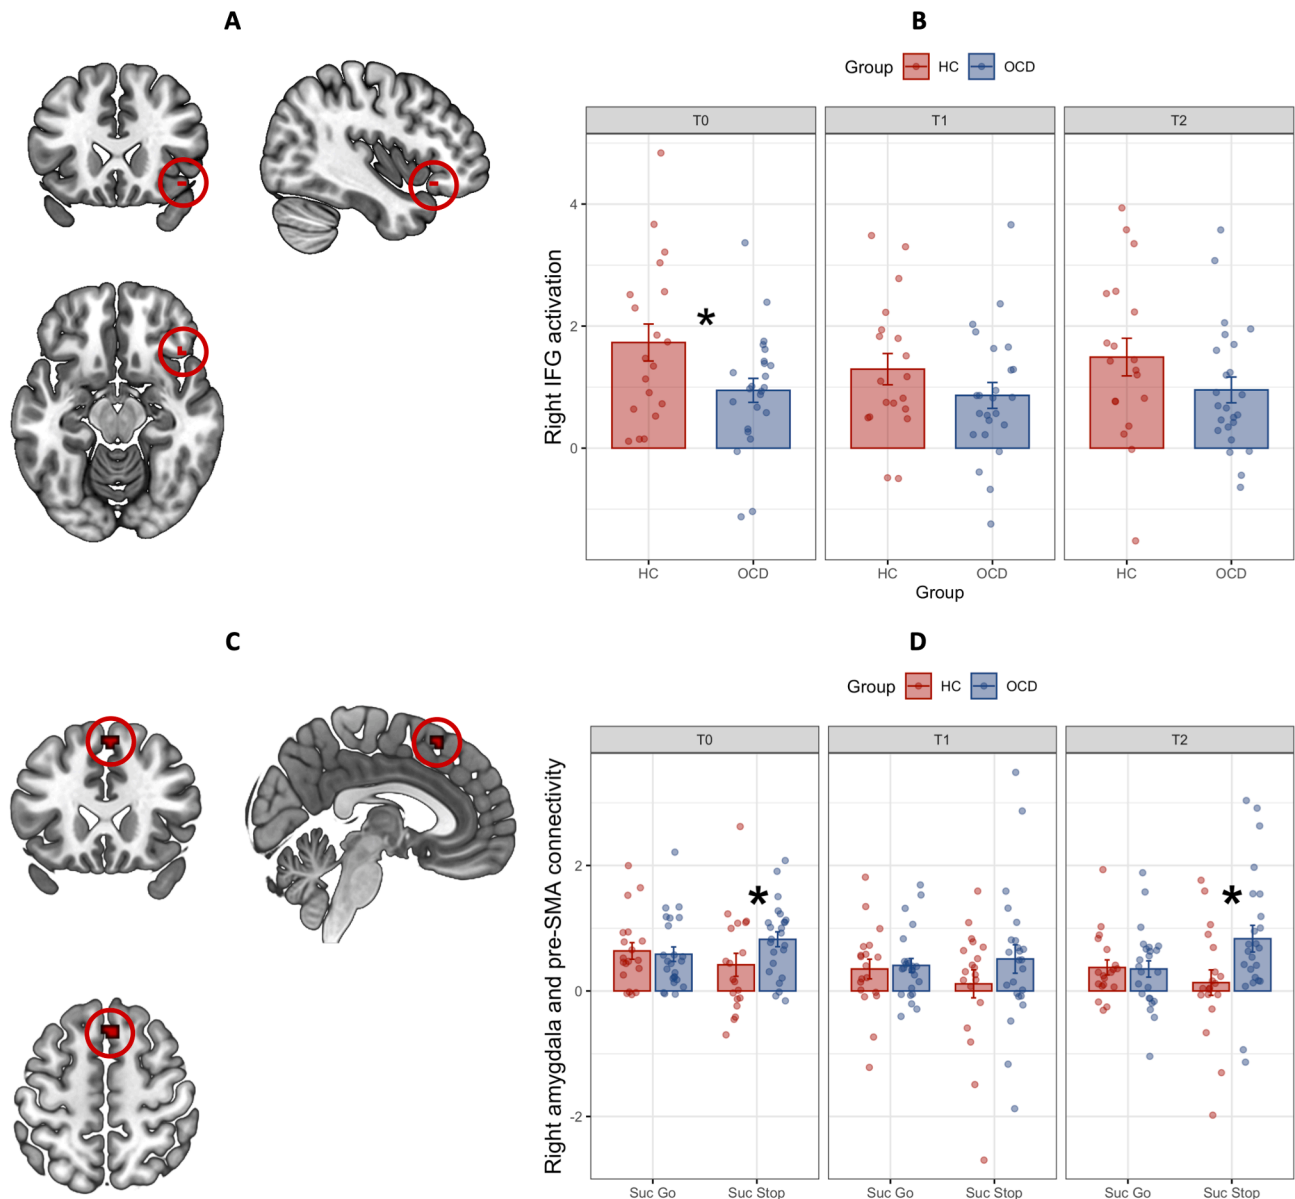 A
B
Group HC OCD
T0 T1 T2
Right IFG activation
4
2
0
*
HC OCD HC OCD HC OCD
Group
C
D
Group HC OCD
T0 T1 T2
Right amygdala and pre-SMA connectivity
2
0
-2
* *
Suc Go Suc Stop Suc Go Suc Stop Suc Go Suc Stop